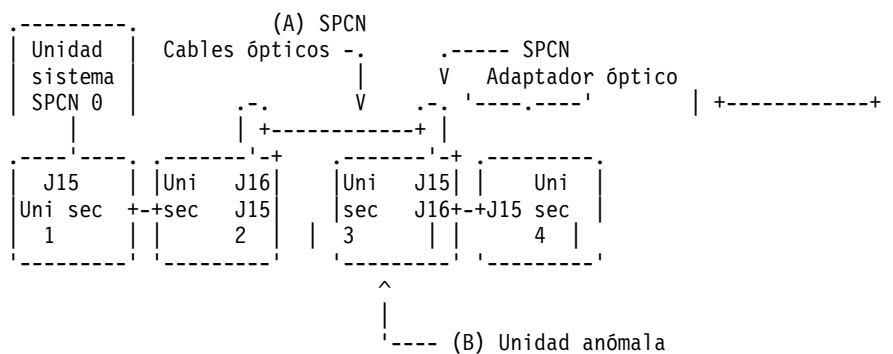 (A) SPCN
Unidad Cables ópticos SPCN
sistema V Adaptador óptico
SPCN 0 V
J15 Uni J16 Uni J15 Uni
Uni sec sec J15 sec J16 J15 sec
1 2 3 4
(B) Unidad anómala